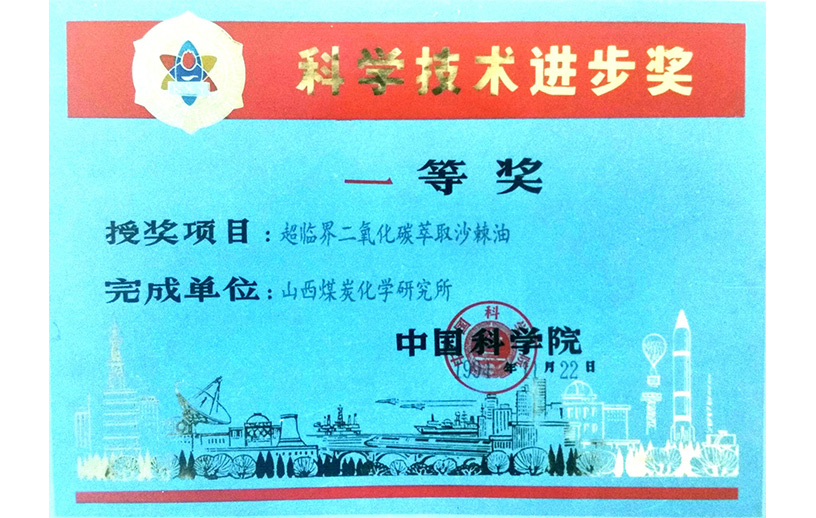 科学技术进步奖
一等奖
授奖项目：超临界二氧化碳萃取沙棘油
完成单位：山西煤炭化学研究所
中国科学院
年11月22日